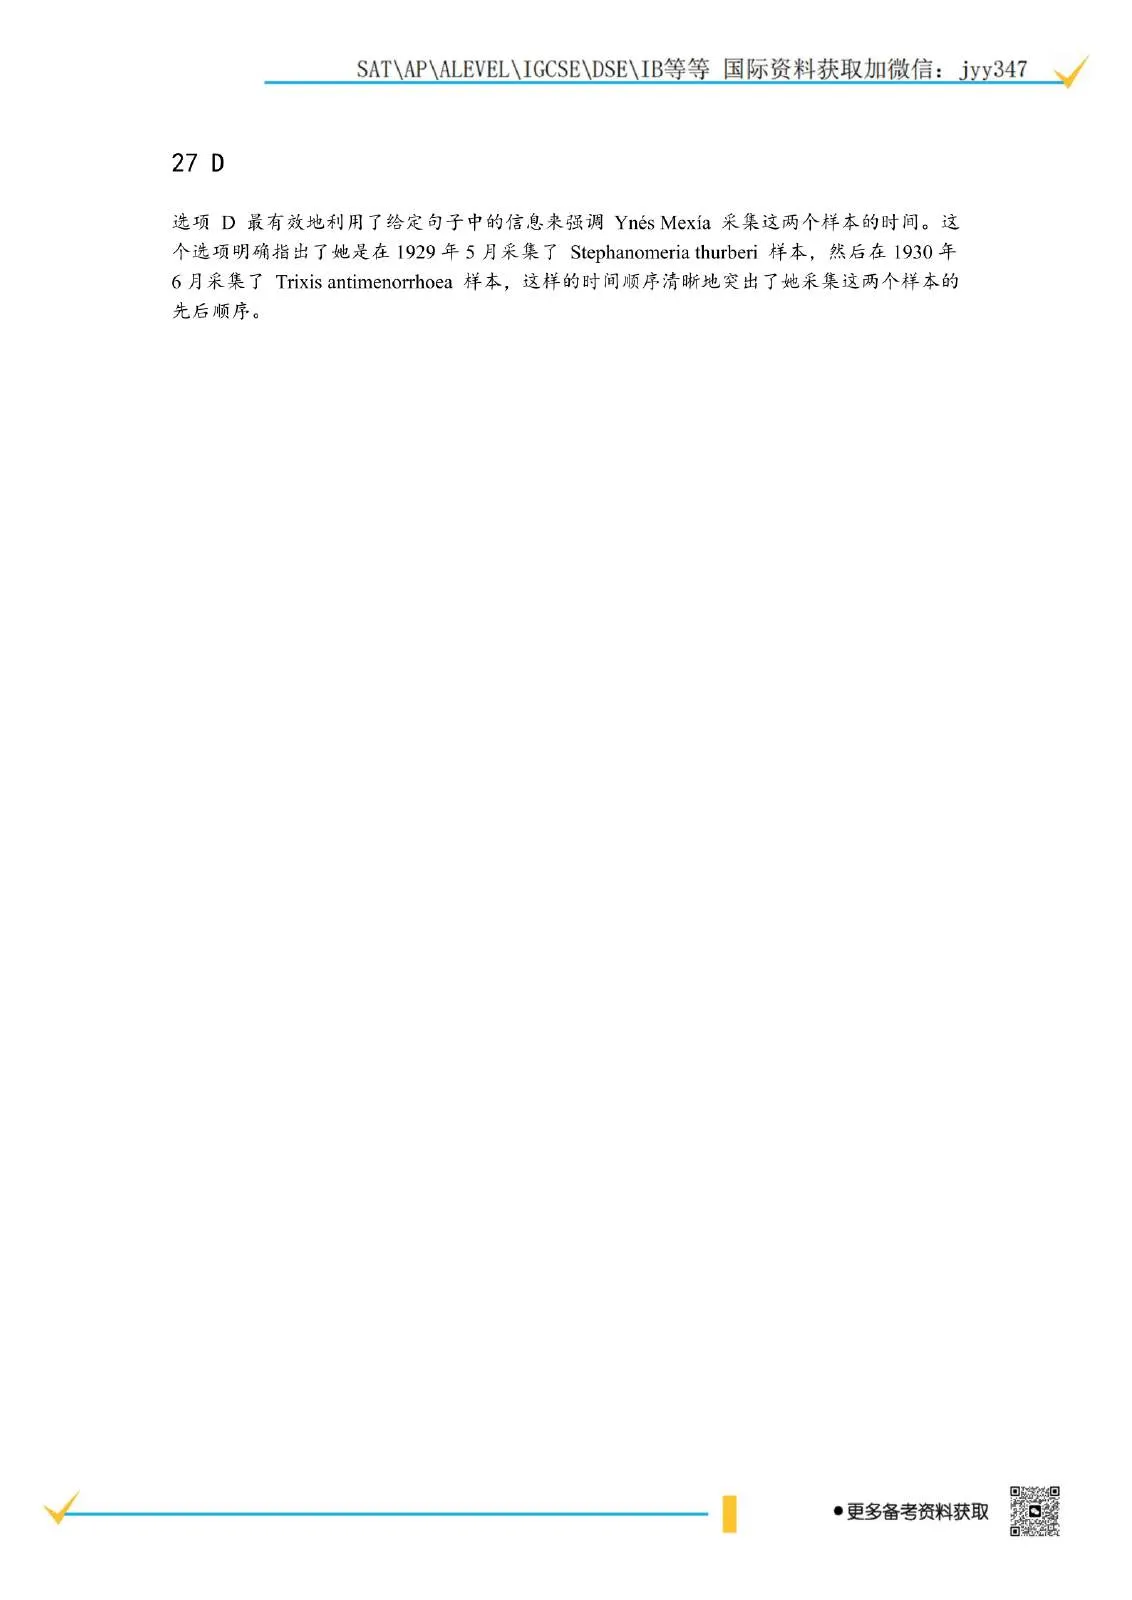 SAT\AP\ALEVEL\IGCSE\DSE\IB等等 国际资料获取加微信：jyy347
27 D
选项 D 最有效地利用了给定句子中的信息来强调 Ynés Mexía 采集这两个样本的时间。这
个选项明确指出了她是在 1929 年 5 月采集了 Stephanomeria thurberi 样本，然后在 1930 年
6 月采集了 Trixis antimenorrhoea 样本，这样的时间顺序清晰地突出了她采集这两个样本的
先后顺序。
●更多备考资料获取